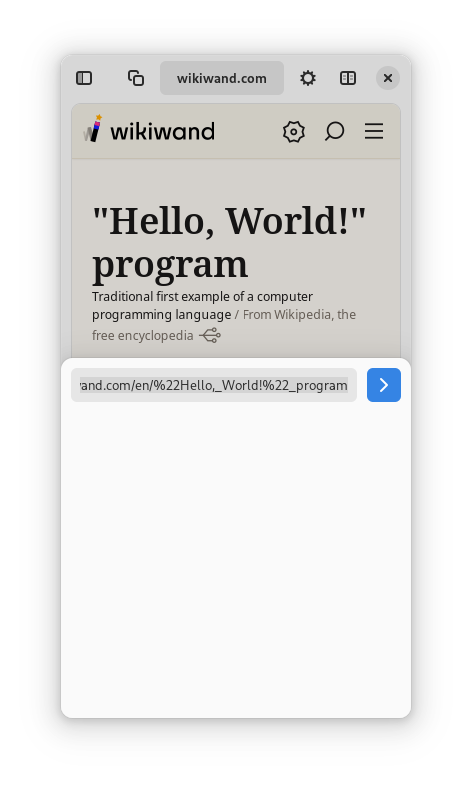 wikiwand.com
wikiwand
"Hello, World!"
program
Traditional first example of a computer
programming language / From Wikipedia, the
free encyclopedia
and.com/en/%22Hello,_World!%22_program